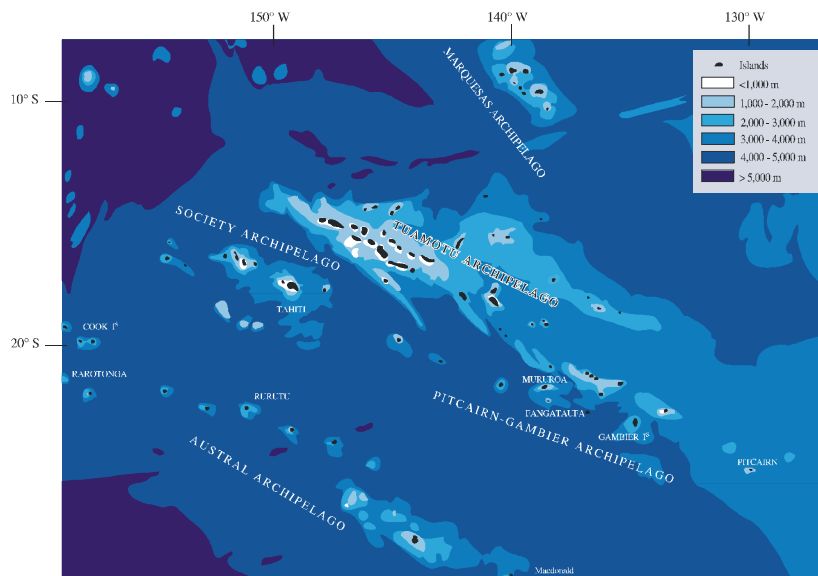 150° W
140° W
130° W
10° S
20° S
Islands
<1,000 m
1,000 - 2,000 m
2,000 - 3,000 m
3,000 - 4,000 m
4,000 - 5,000 m
> 5,000 m
MARQUESAS ARCHIPELAGO
SOCIETY ARCHIPELAGO
TUAMOTU ARCHIPELAGO
TAHITI
COOK Iˢ
RAROTONGA
RURUTU
MURUROA
FANGATAUFA
PITCAIRN-GAMBIER ARCHIPELAGO
GAMBIER Iˢ
PITCAIRN
AUSTRAL ARCHIPELAGO
Macdonald